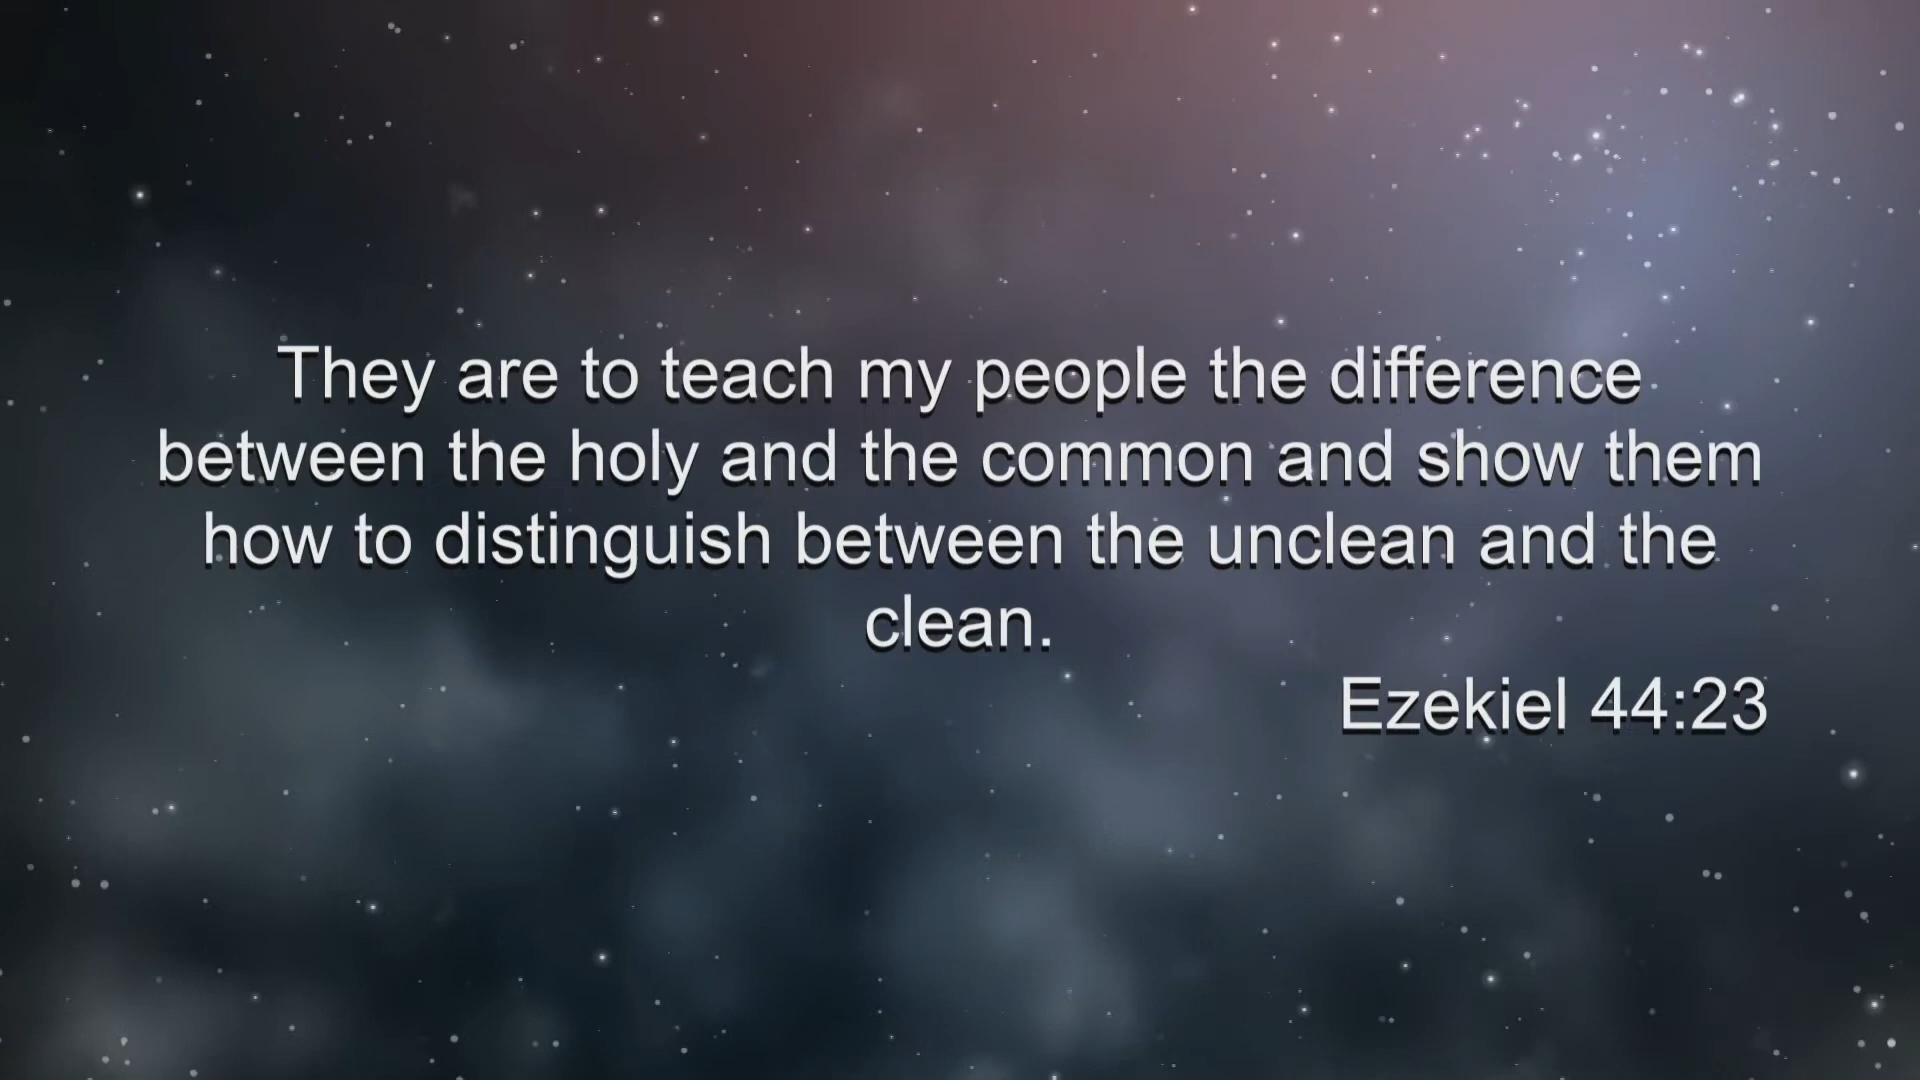 They are to teach my people the difference
between the holy and the common and show them
how to distinguish between the unclean and the
clean.
Ezekiel 44:23